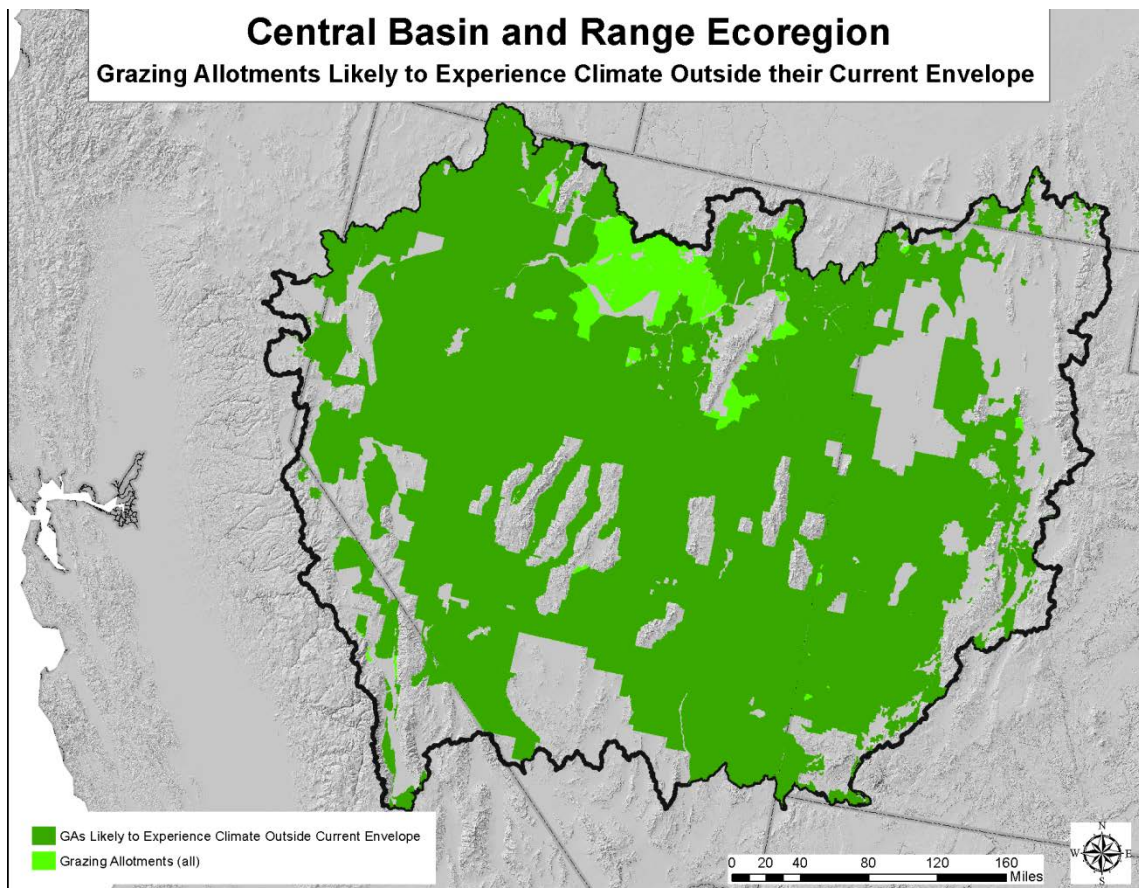 Central Basin and Range Ecoregion
Grazing Allotments Likely to Experience Climate Outside their Current Envelope
GAs Likely to Experience Climate Outside Current Envelope
Grazing Allotments (all)
0 20 40 80 120 160
Miles
N
W E
S